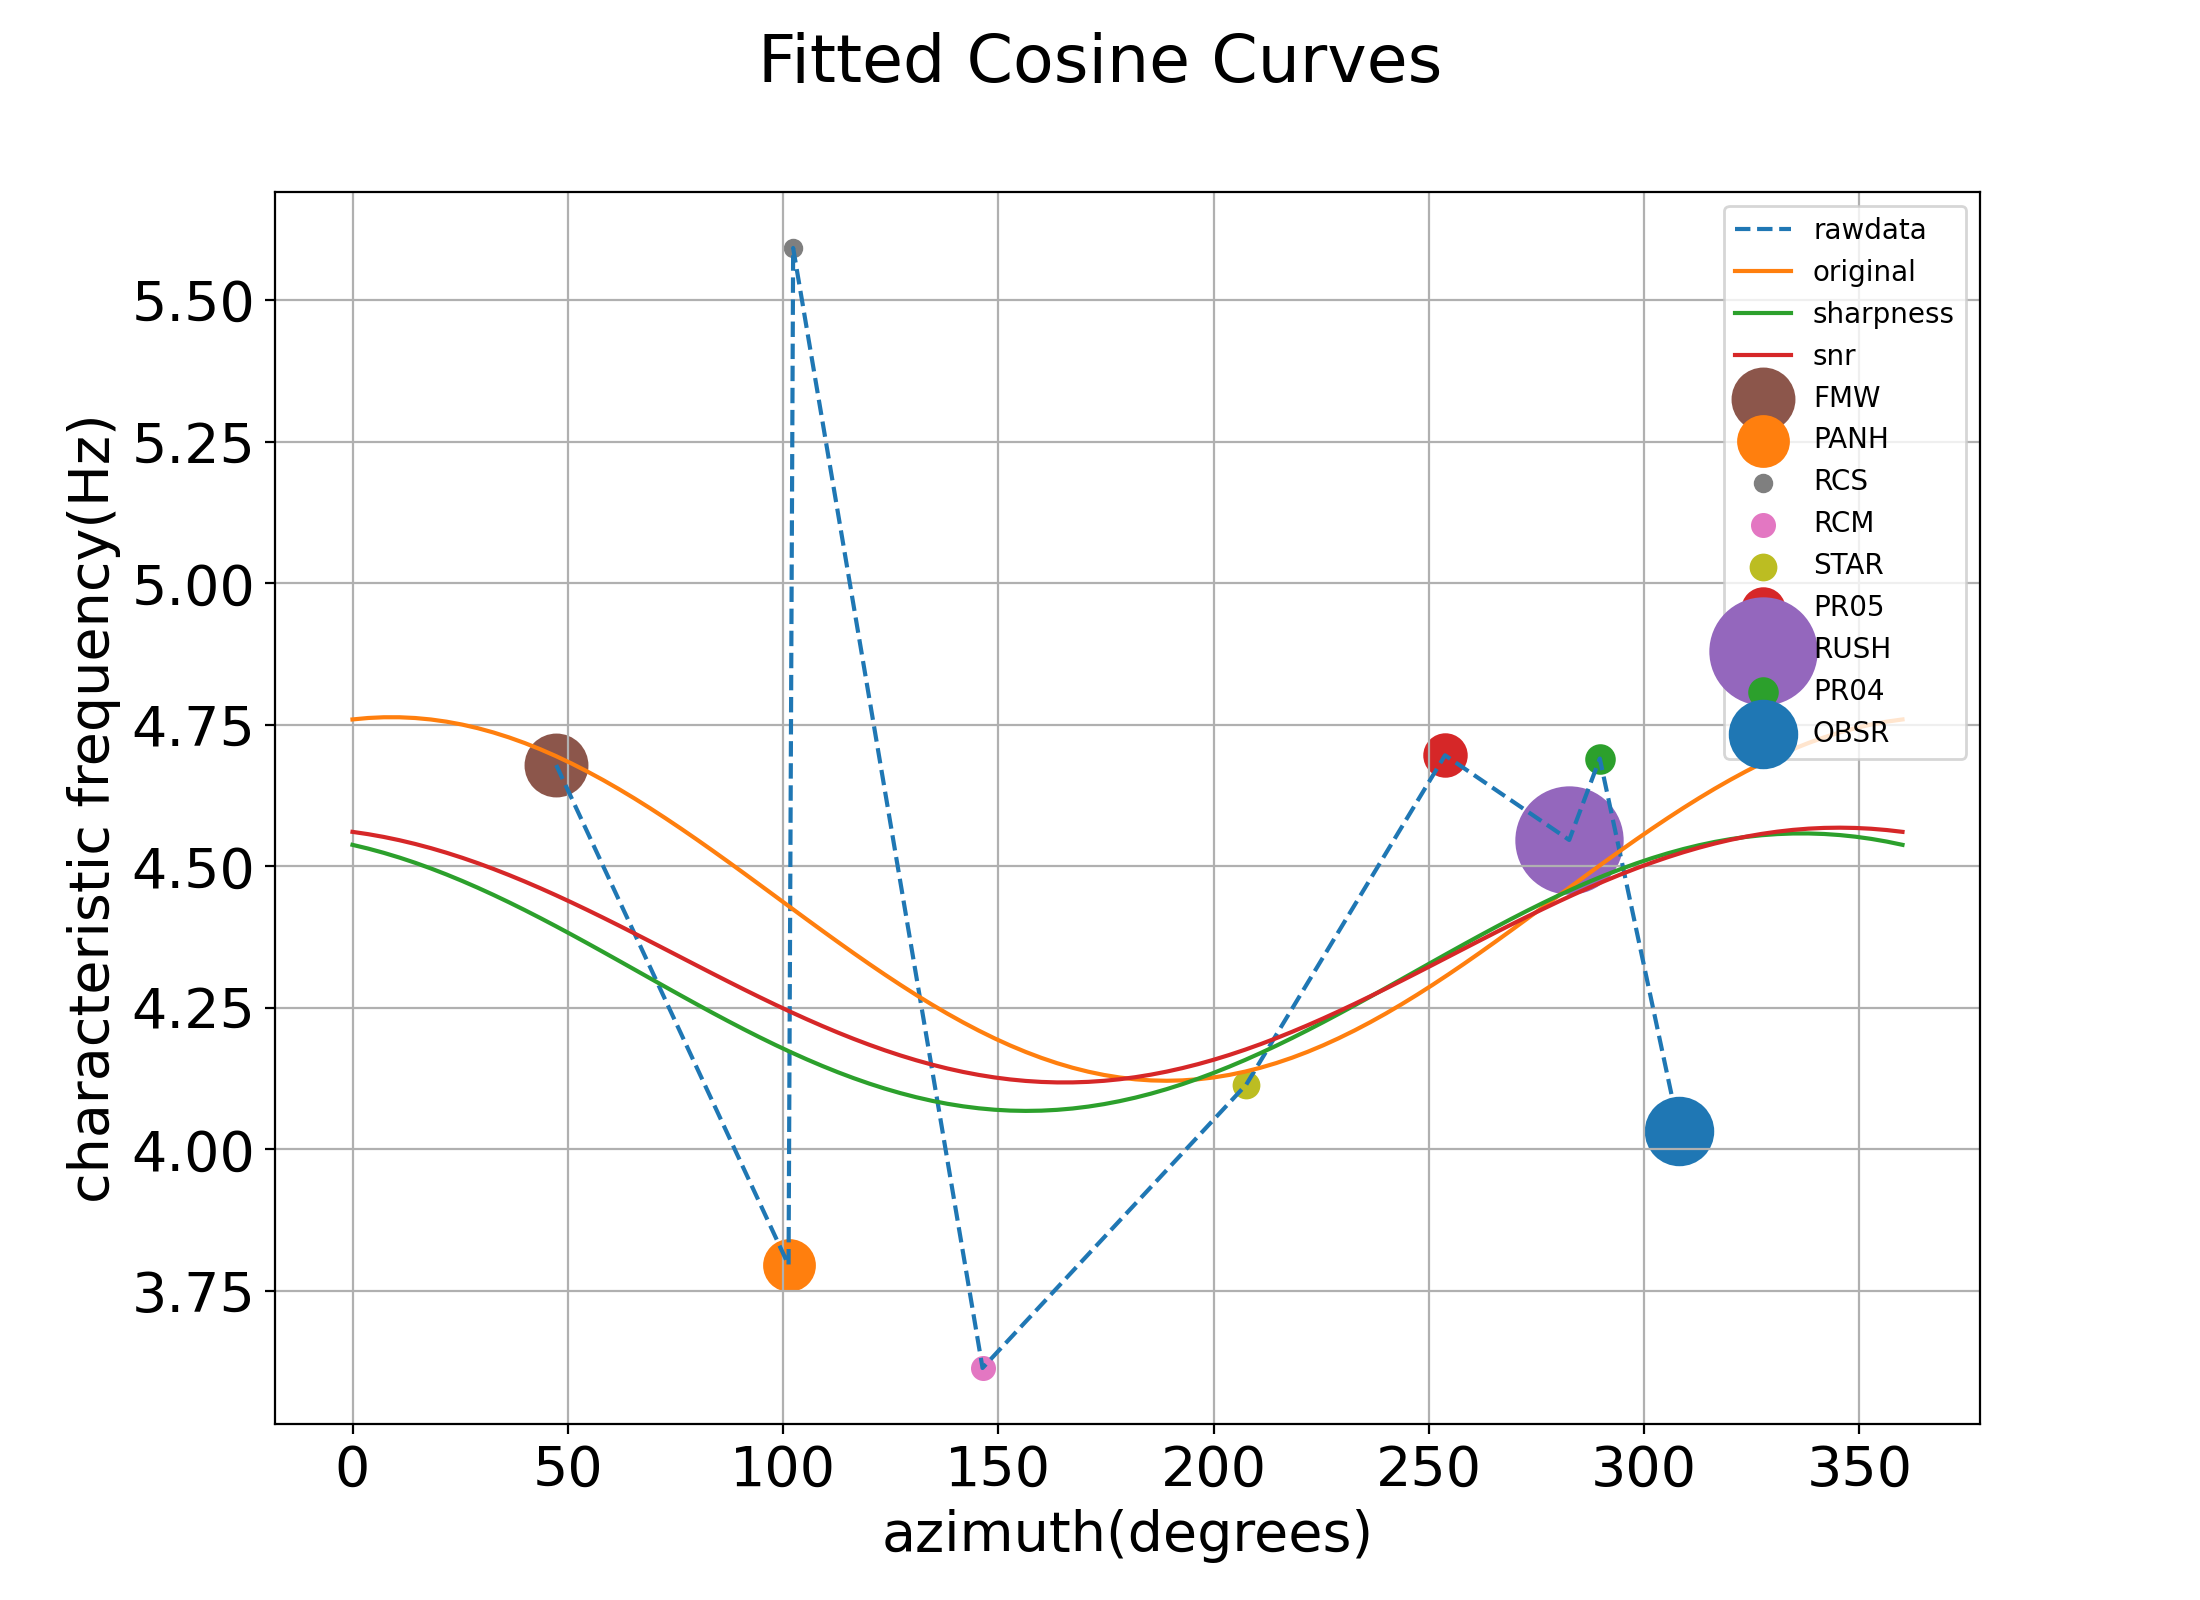 Fitted Cosine Curves
characteristic frequency(Hz)
5.50
5.25
5.00
4.75
4.50
4.25
4.00
3.75
rawdata
original
sharpness
snr
FMW
PANH
RCS
RCM
STAR
PR05
RUSH
PR04
OBSR
0 50 100 150 200 250 300 350
azimuth(degrees)